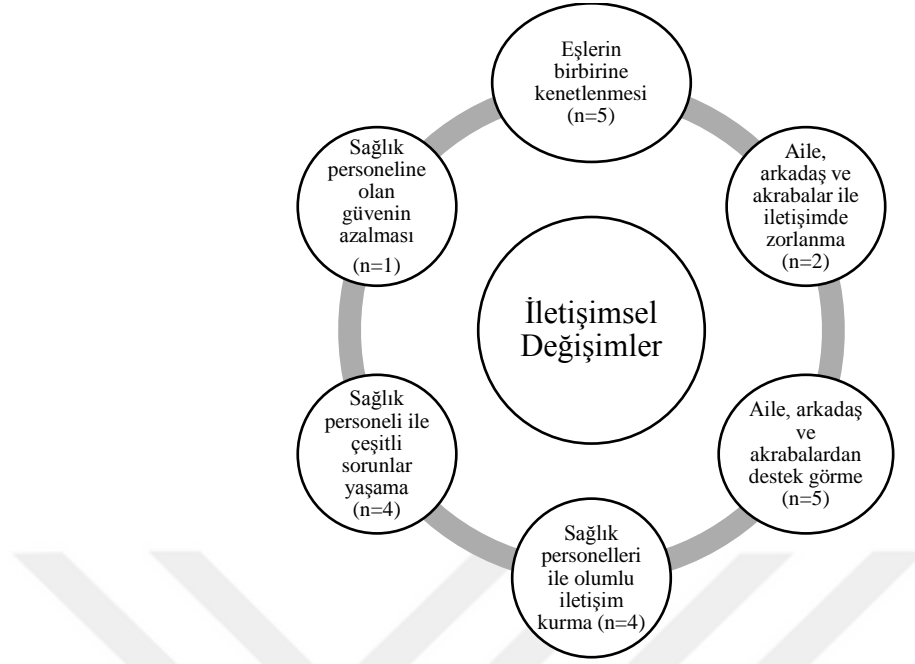 Eşlerin
birbirine
kenetlenmesi
(n=5)
Aile,
arkadaş ve
akrabalar ile
iletişimde
zorlanma
(n=2)
Aile, arkadaş
ve
akrabalardan
destek görme
(n=5)
Sağlık
personelleri
ile olumlu
iletişim
kurma (n=4)
Sağlık
personeli ile
çeşitli
sorunlar
yaşama
(n=4)
Sağlık
personeline
olan
güvenin
azalması
(n=1)
İletişimsel
Değişimler